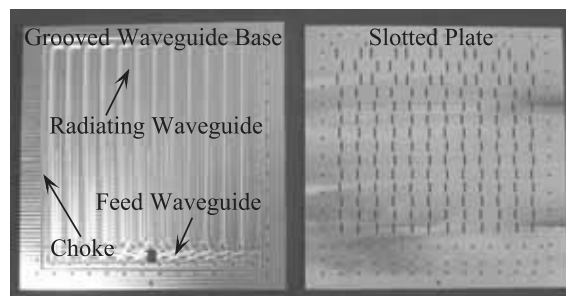 Grooved Waveguide Base
Slotted Plate
Radiating Waveguide
Feed Waveguide
Choke